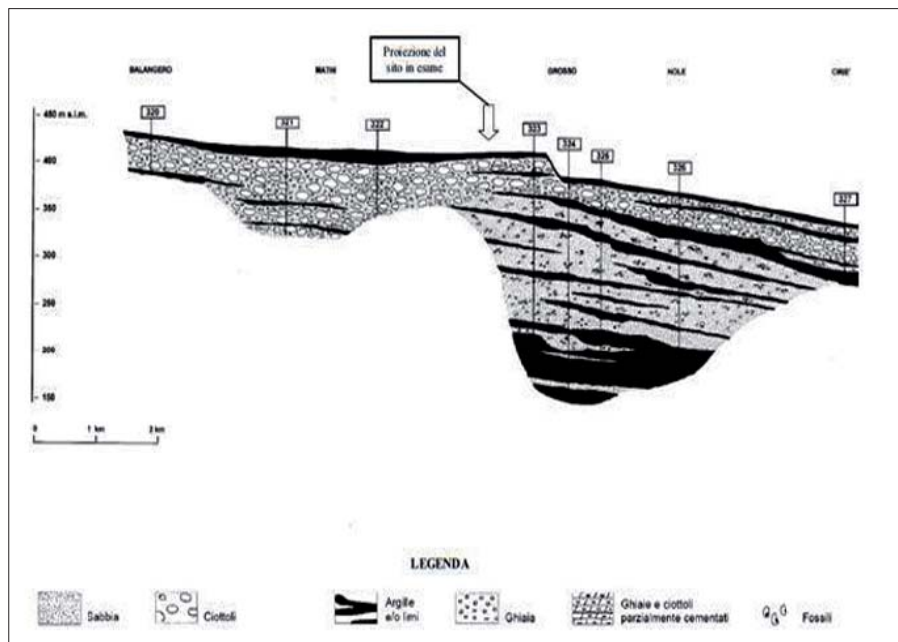 Proiezione del
sito in esame
BALANGERO MATHI GROSSO NOLE CIRIE'
450 m s.l.m.
400
350
300
250
200
150
320
321
322
323
324
325
326
327
0 1 km 2 km
LEGENDA
Sabbia
Ciottoli
Argille
e/o limi
Ghiaia
Ghiaie e ciottoli
parzialmente cementati
Fossili